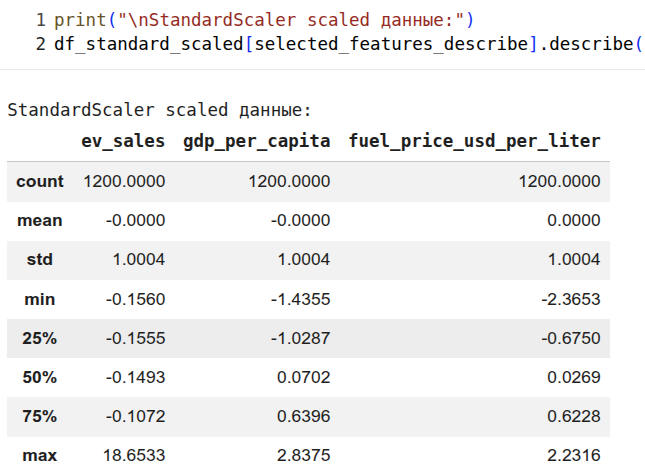 1 print("\nStandardScaler scaled данные:")
2 df_standard_scaled[selected_features_describe].describe(
StandardScaler scaled данные:
ev_sales gdp_per_capita fuel_price_usd_per_liter
count 1200.0000 1200.0000 1200.0000
mean -0.0000 -0.0000 0.0000
std 1.0004 1.0004 1.0004
min -0.1560 -1.4355 -2.3653
25% -0.1555 -1.0287 -0.6750
50% -0.1493 0.0702 0.0269
75% -0.1072 0.6396 0.6228
max 18.6533 2.8375 2.2316